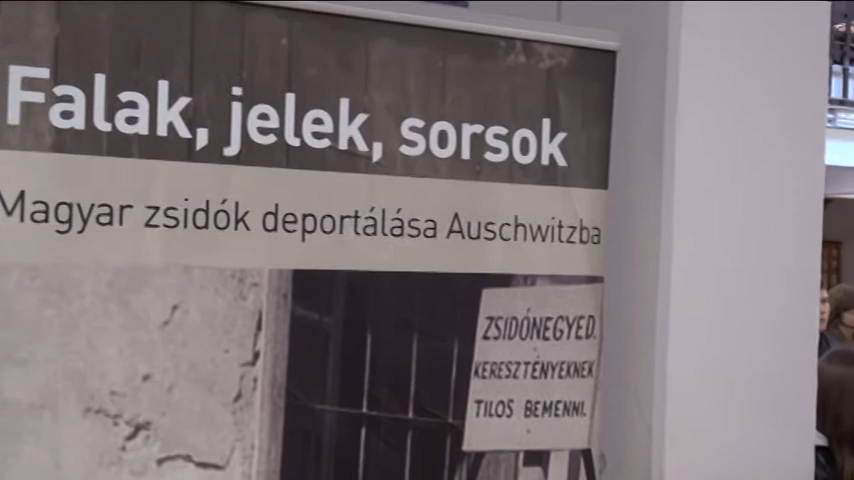 Falak, jelek, sorsok
Magyar zsidók deportálása Auschwitzba
ZSIDÓNEGYED.
KERESZTÉNYEKNEK
TILOS BEMENNI.